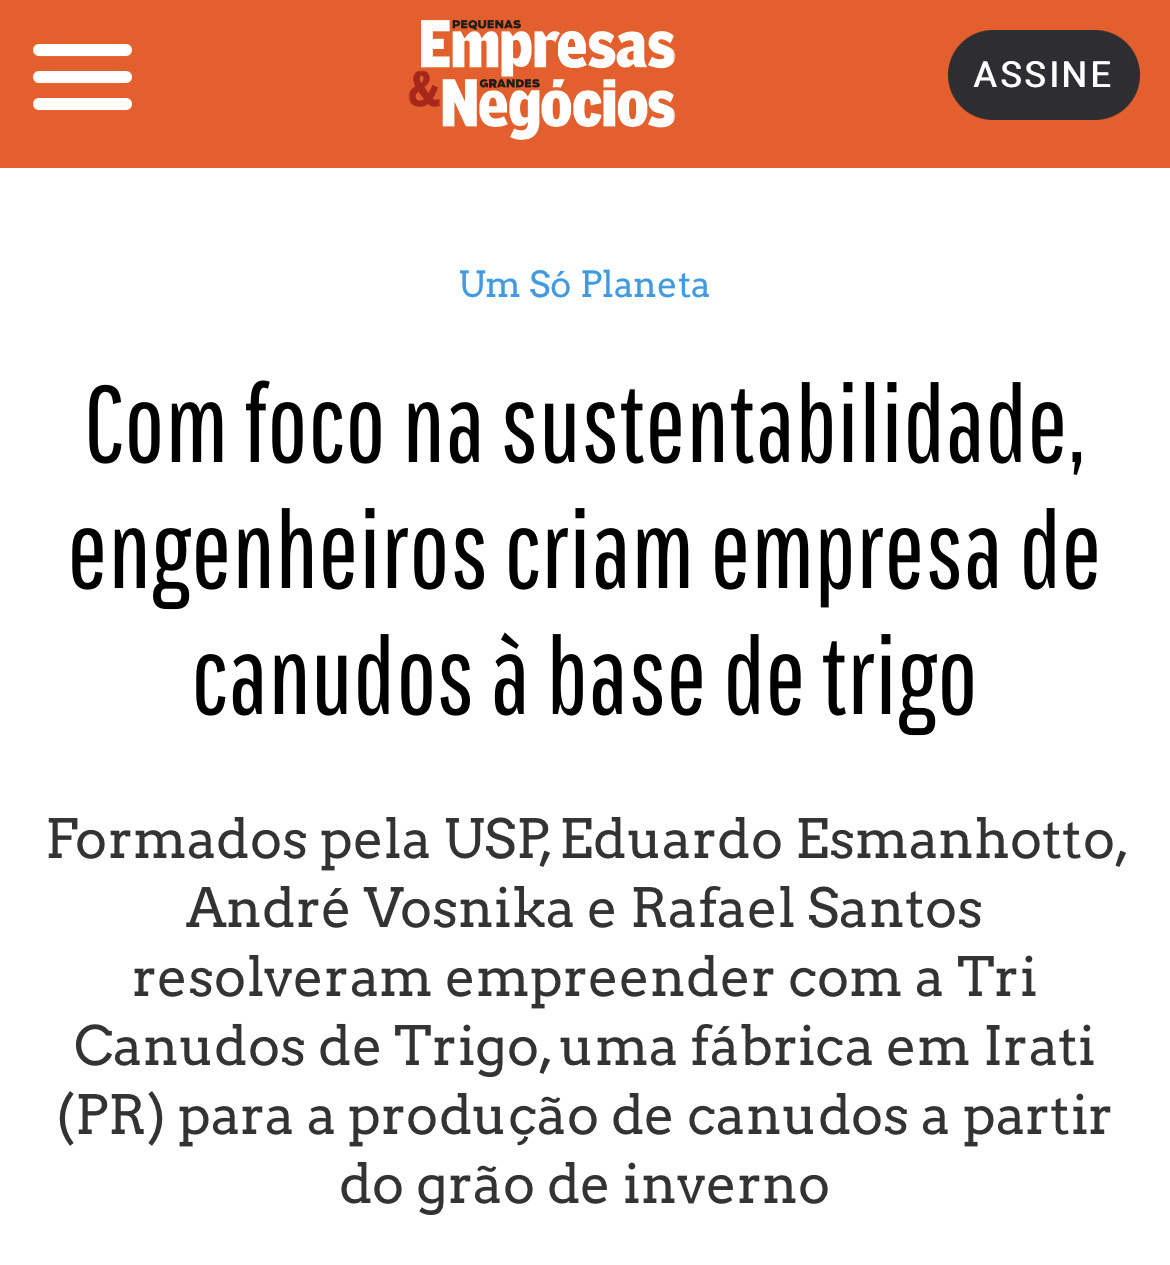 PEQUENAS
Empresas
& GRANDES
Negócios
ASSINE
Um Só Planeta
Com foco na sustentabilidade,
engenheiros criam empresa de
canudos à base de trigo
Formados pela USP, Eduardo Esmanhotto,
André Vosnika e Rafael Santos
resolveram empreender com a Tri
Canudos de Trigo, uma fábrica em Irati
(PR) para a produção de canudos a partir
do grão de inverno